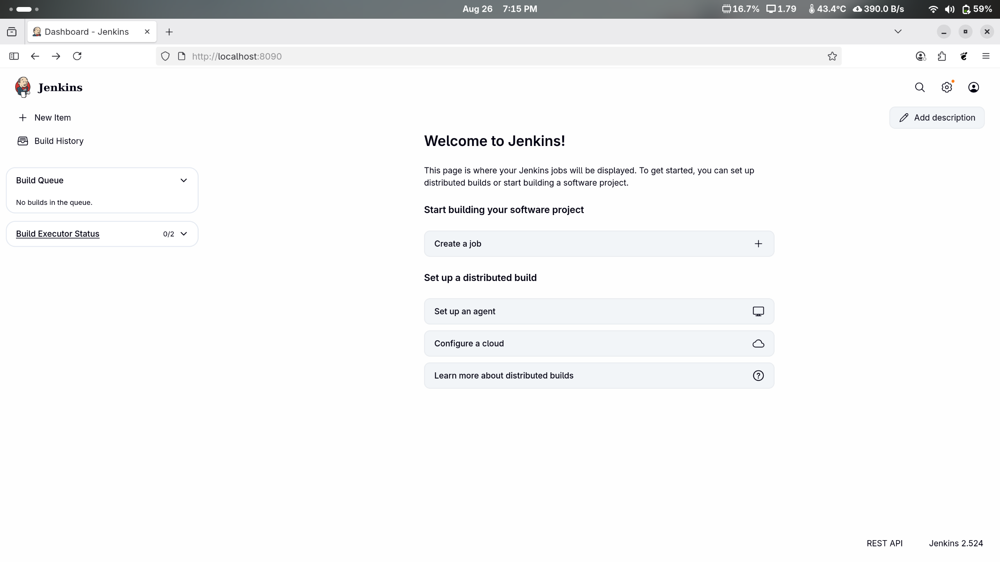 Aug 26 7:15 PM
16.7% 1.79 43.4°C 390.0 B/s 59%
Dashboard - Jenkins
http://localhost:8090
Jenkins
New Item
Build History
Build Queue
No builds in the queue.
Build Executor Status 0/2
Add description
Welcome to Jenkins!
This page is where your Jenkins jobs will be displayed. To get started, you can set up
distributed builds or start building a software project.
Start building your software project
Create a job
Set up a distributed build
Set up an agent
Configure a cloud
Learn more about distributed builds
REST API Jenkins 2.524